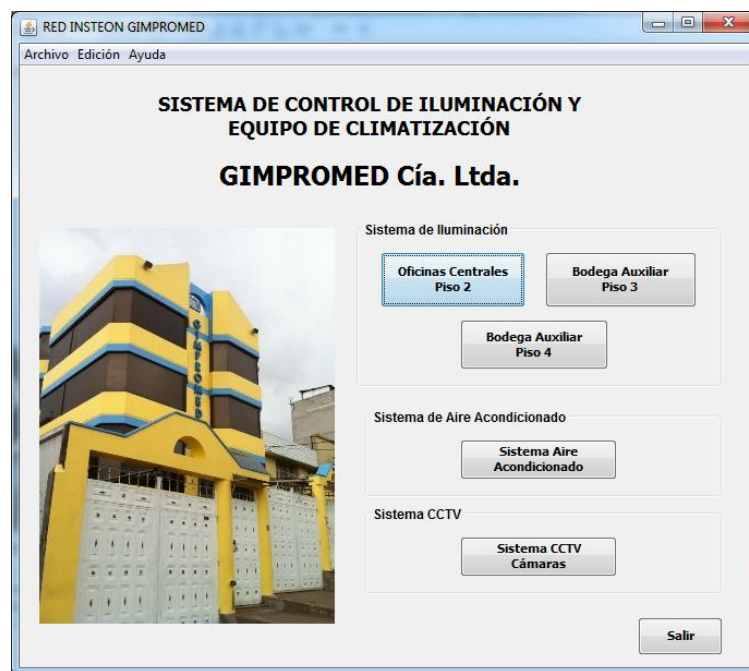 RED INSTEON GIMPROMED
Archivo Edición Ayuda
SISTEMA DE CONTROL DE ILUMINACIÓN Y
EQUIPO DE CLIMATIZACIÓN
GIMPROMED Cía. Ltda.
GIMPROMED
Sistema de Iluminación
Oficinas Centrales
Piso 2
Bodega Auxiliar
Piso 3
Bodega Auxiliar
Piso 4
Sistema de Aire Acondicionado
Sistema Aire
Acondicionado
Sistema CCTV
Sistema CCTV
Cámaras
Salir